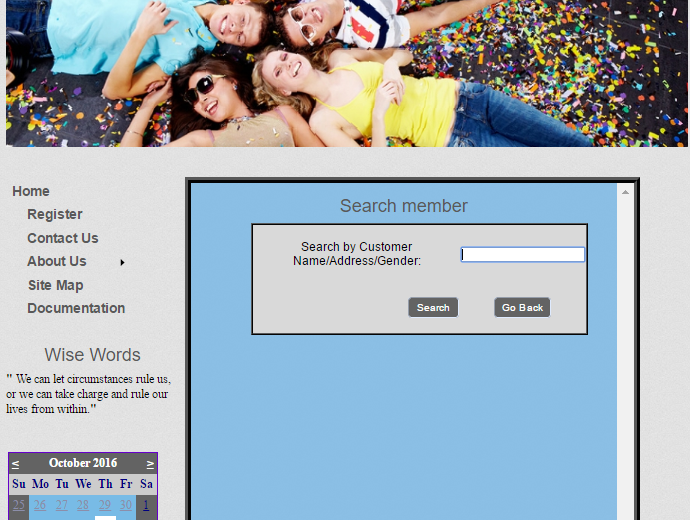 Home
Register
Contact Us
About Us
Site Map
Documentation
Wise Words
" We can let circumstances rule us,
or we can take charge and rule our
lives from within."
< October 2016 >
Su Mo Tu We Th Fri Sa
25 26 27 28 29 30 1
Search member
Search by Customer
Name/Address/Gender:
Search Go Back